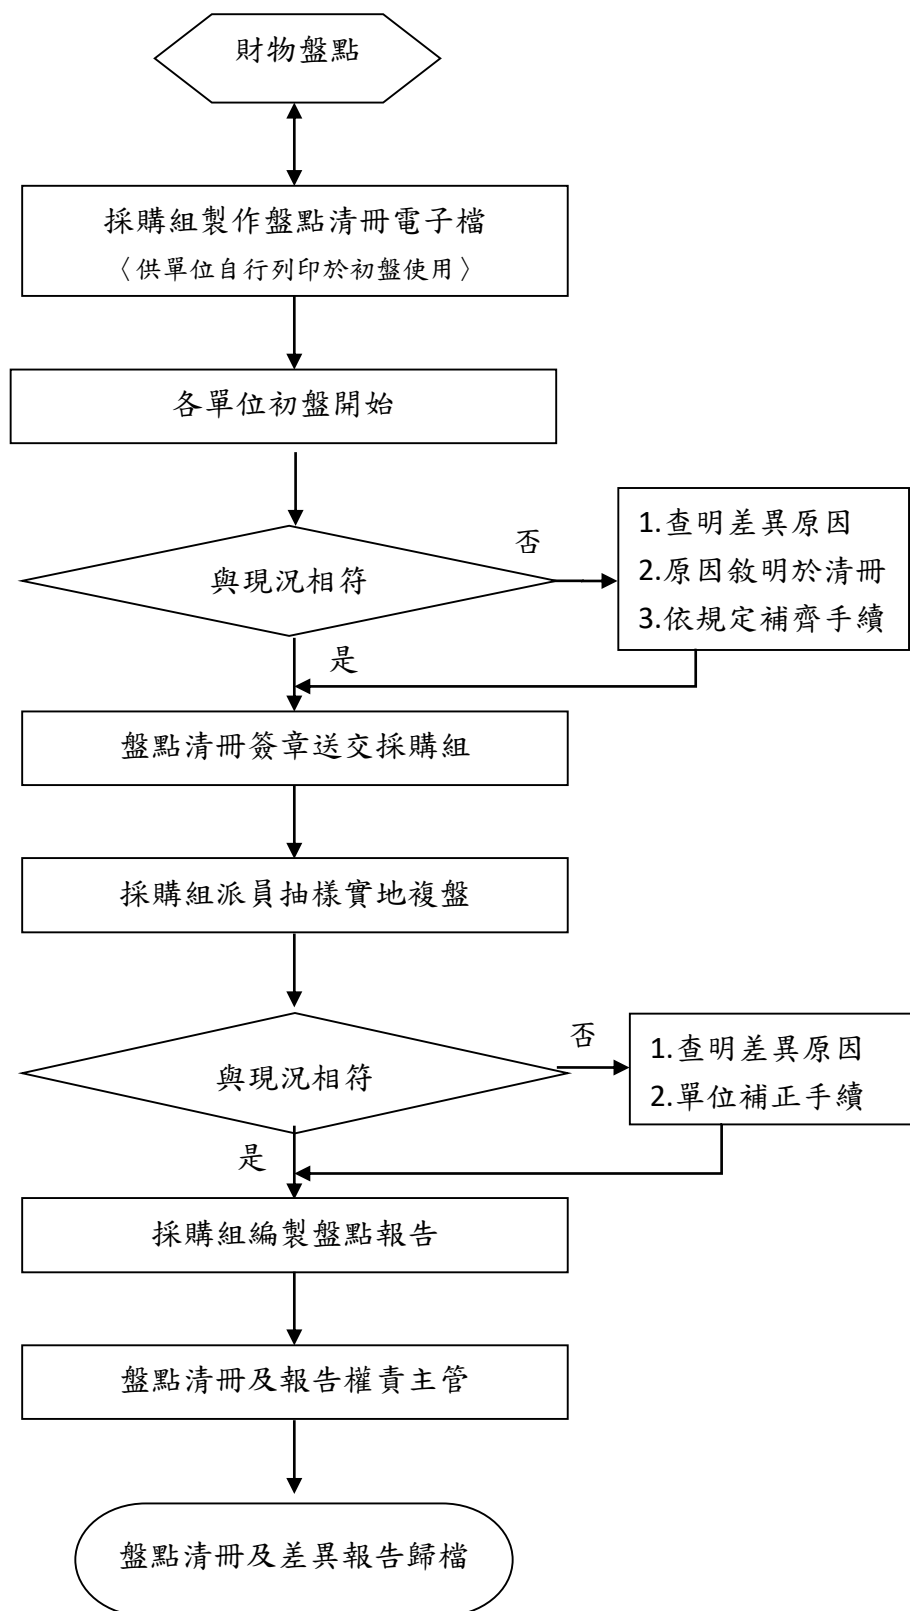 財物盤點
採購組製作盤點清冊電子檔
〈供單位自行列印於初盤使用〉
各單位初盤開始
與現況相符
否
1.查明差異原因
2.原因敘明於清冊
3.依規定補齊手續
是
盤點清冊簽章送交採購組
採購組派員抽樣實地複盤
與現況相符
否
1.查明差異原因
2.單位補正手續
是
採購組編製盤點報告
盤點清冊及報告權責主管
盤點清冊及差異報告歸檔